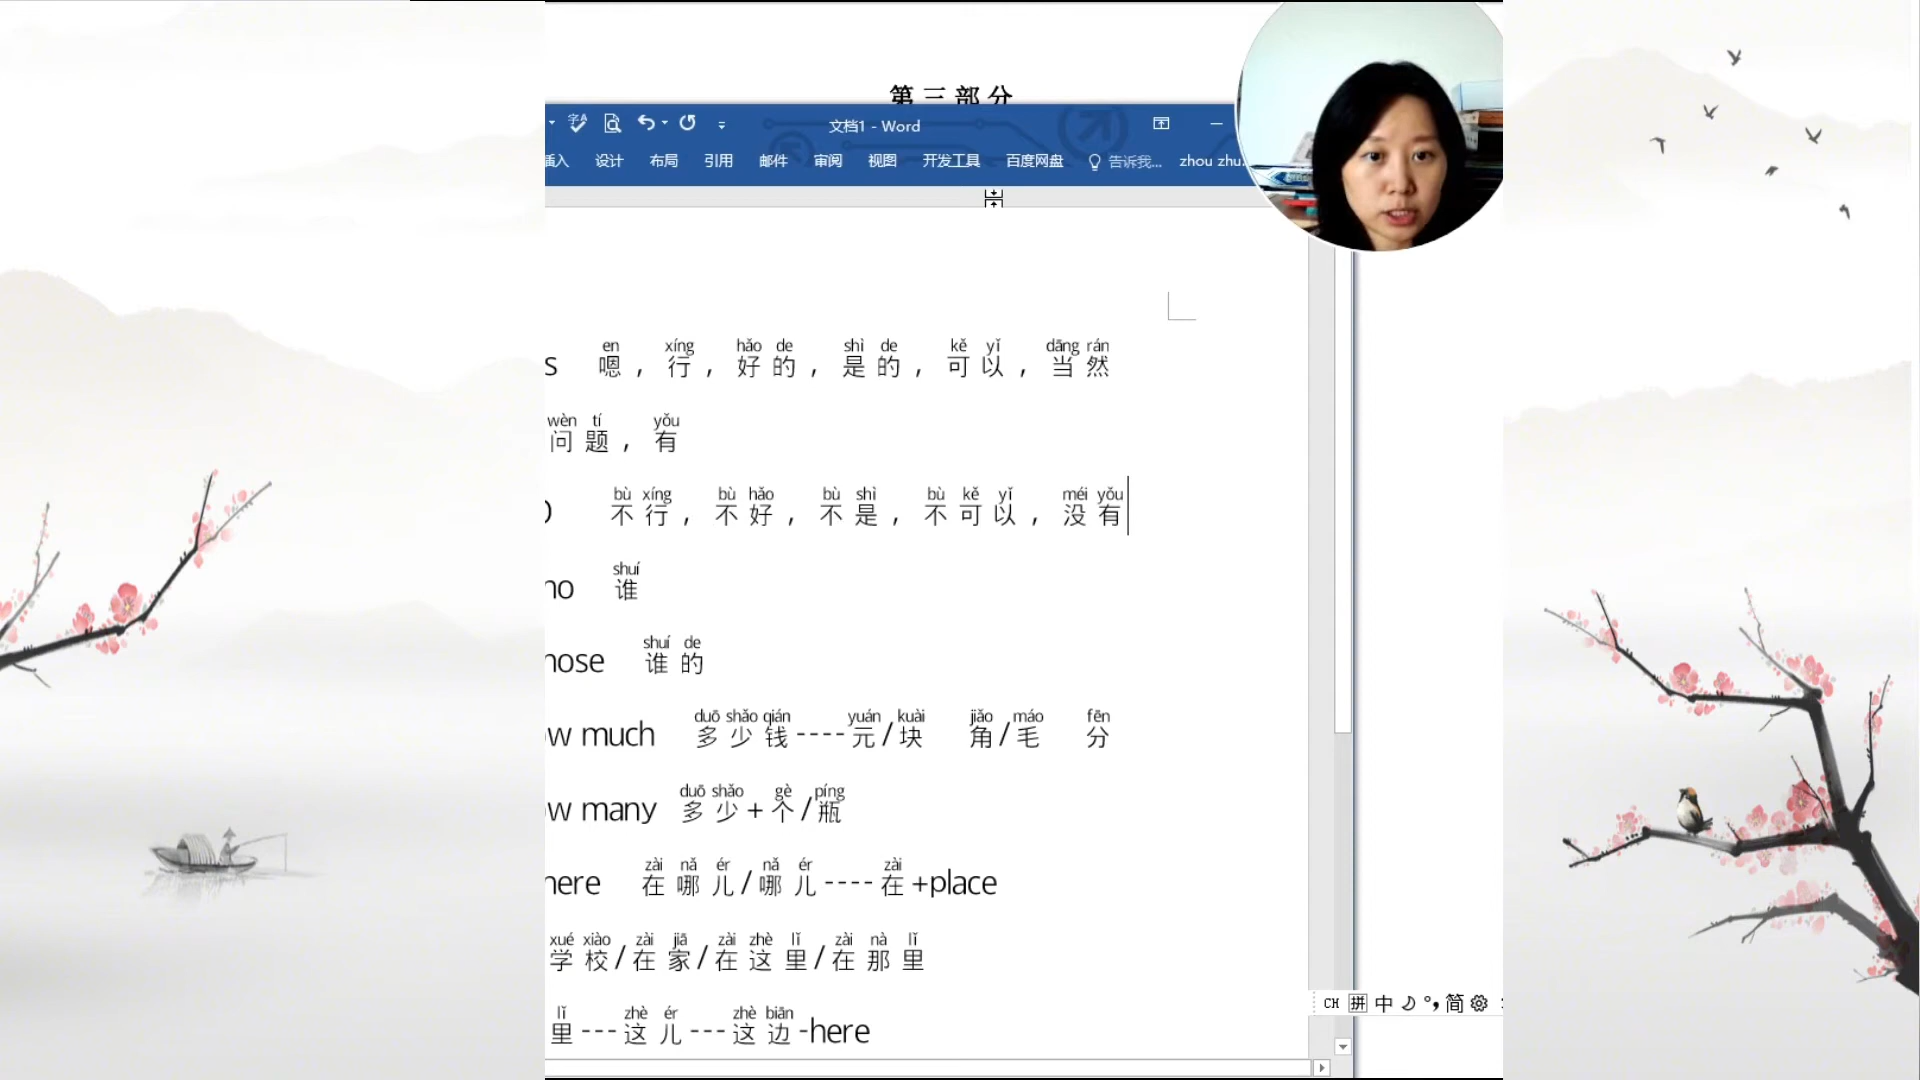 第三部分
文档1 - Word
插入 设计 布局 引用 邮件 审阅 视图 开发工具 百度网盘 告诉我... zhou zhu
en xíng hǎo de shì de kě yǐ dāng rán
s 嗯，行，好的，是的，可以，当然
wèn tí yǒu
问题，有
bù xíng bù hǎo bù shì bù kě yǐ méi yǒu
不行，不好，不是，不可以，没有
shuí
ho 谁
shuí de
hose 谁的
duō shǎo qián yuán kuài jiǎo máo fēn
ow much 多少钱----元/块 角/毛 分
duō shǎo gè píng
ow many 多少+个/瓶
zài nǎ ér nǎ ér zài
here 在哪儿/哪儿----在+place
xué xiào zài jiā zài zhè lǐ zài nà lǐ
学校/在家/在这里/在那里
lǐ zhè ér zhè biān
里---这儿---这边-here
CH 拼 中 简